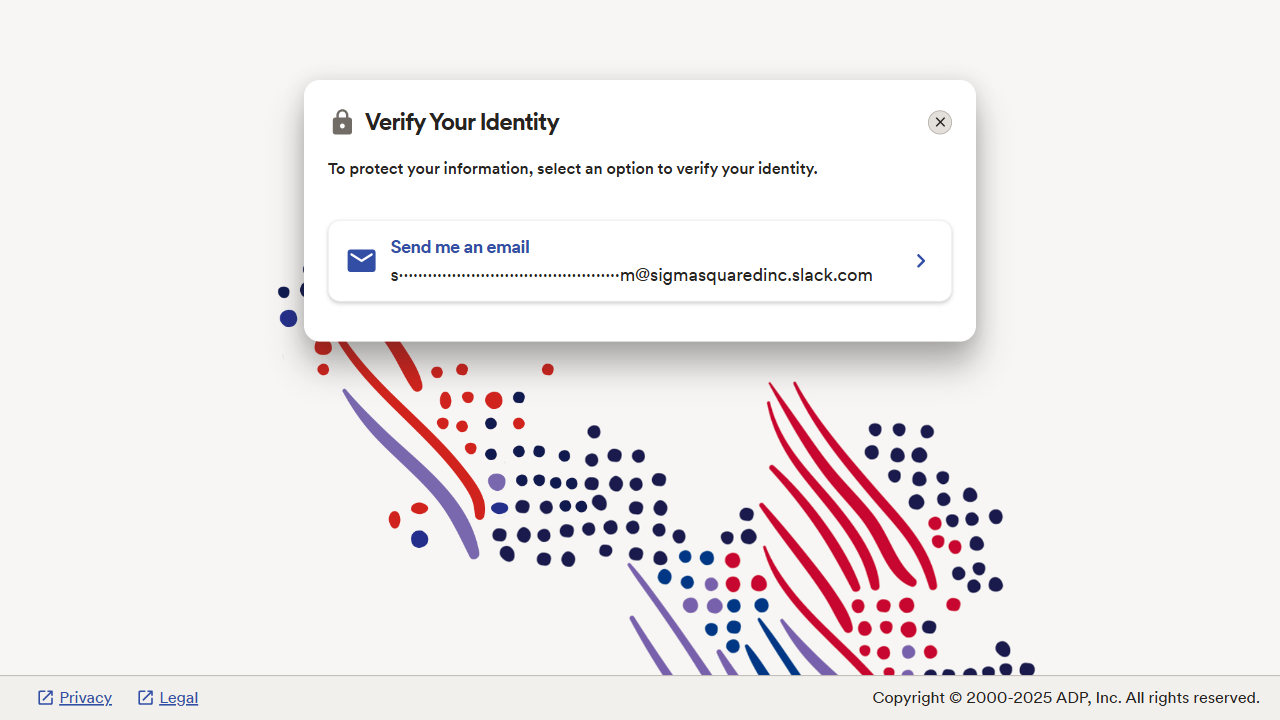 Verify Your Identity
To protect your information, select an option to verify your identity.
Send me an email
s··············································m@sigmasquaredinc.slack.com
Privacy
Legal
Copyright © 2000-2025 ADP, Inc. All rights reserved.